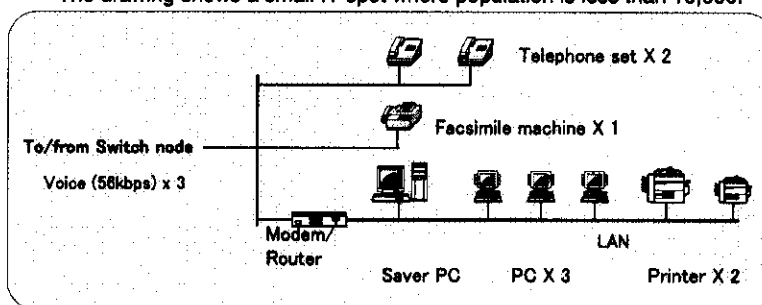 The drawing shows a small IT spot where population is less than 10,000.
Telephone set X 2
Facsimile machine X 1
To/from Switch node
Voice (56kbps) x 3
Modem/
Router
LAN
Saver PC
PC X 3
Printer X 2